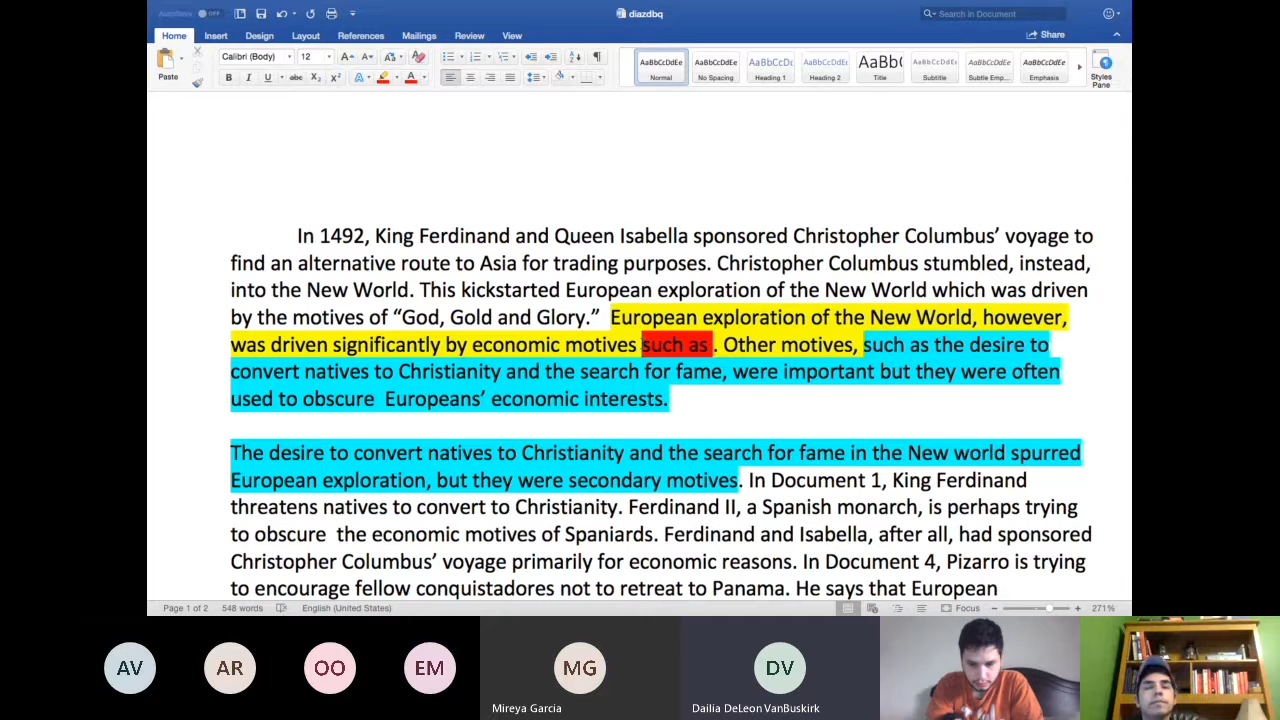 AutoSave OFF
diazdbq
Search in Document
Home Insert Design Layout References Mailings Review View
Share
Paste
Calibri (Body) 12
AaBbCcDdEe AaBbCcDdEe AaBbCcDc AaBbCcDdEe AaBb( AaBbCcDdEe AaBbCcDdEe AaBbCcDdEe
Normal No Spacing Heading 1 Heading 2 Title Subtitle Subtle Emp... Emphasis
Styles
Pane
In 1492, King Ferdinand and Queen Isabella sponsored Christopher Columbus’ voyage to
find an alternative route to Asia for trading purposes. Christopher Columbus stumbled, instead,
into the New World. This kickstarted European exploration of the New World which was driven
by the motives of “God, Gold and Glory.” European exploration of the New World, however,
was driven significantly by economic motives such as . Other motives, such as the desire to
convert natives to Christianity and the search for fame, were important but they were often
used to obscure Europeans’ economic interests.
The desire to convert natives to Christianity and the search for fame in the New world spurred
European exploration, but they were secondary motives. In Document 1, King Ferdinand
threatens natives to convert to Christianity. Ferdinand II, a Spanish monarch, is perhaps trying
to obscure the economic motives of Spaniards. Ferdinand and Isabella, after all, had sponsored
Christopher Columbus’ voyage primarily for economic reasons. In Document 4, Pizarro is trying
to encourage fellow conquistadores not to retreat to Panama. He says that European
Page 1 of 2 548 words English (United States) Focus 271%
AV AR OO EM MG DV
Mireya Garcia Dailia DeLeon VanBuskirk